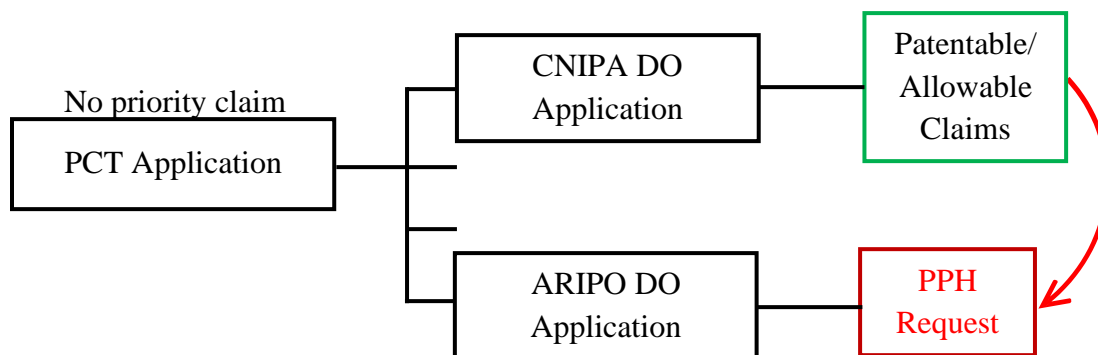 No priority claim
PCT Application
CNIPA DO
Application
Patentable/
Allowable
Claims
ARIPO DO
Application
PPH
Request